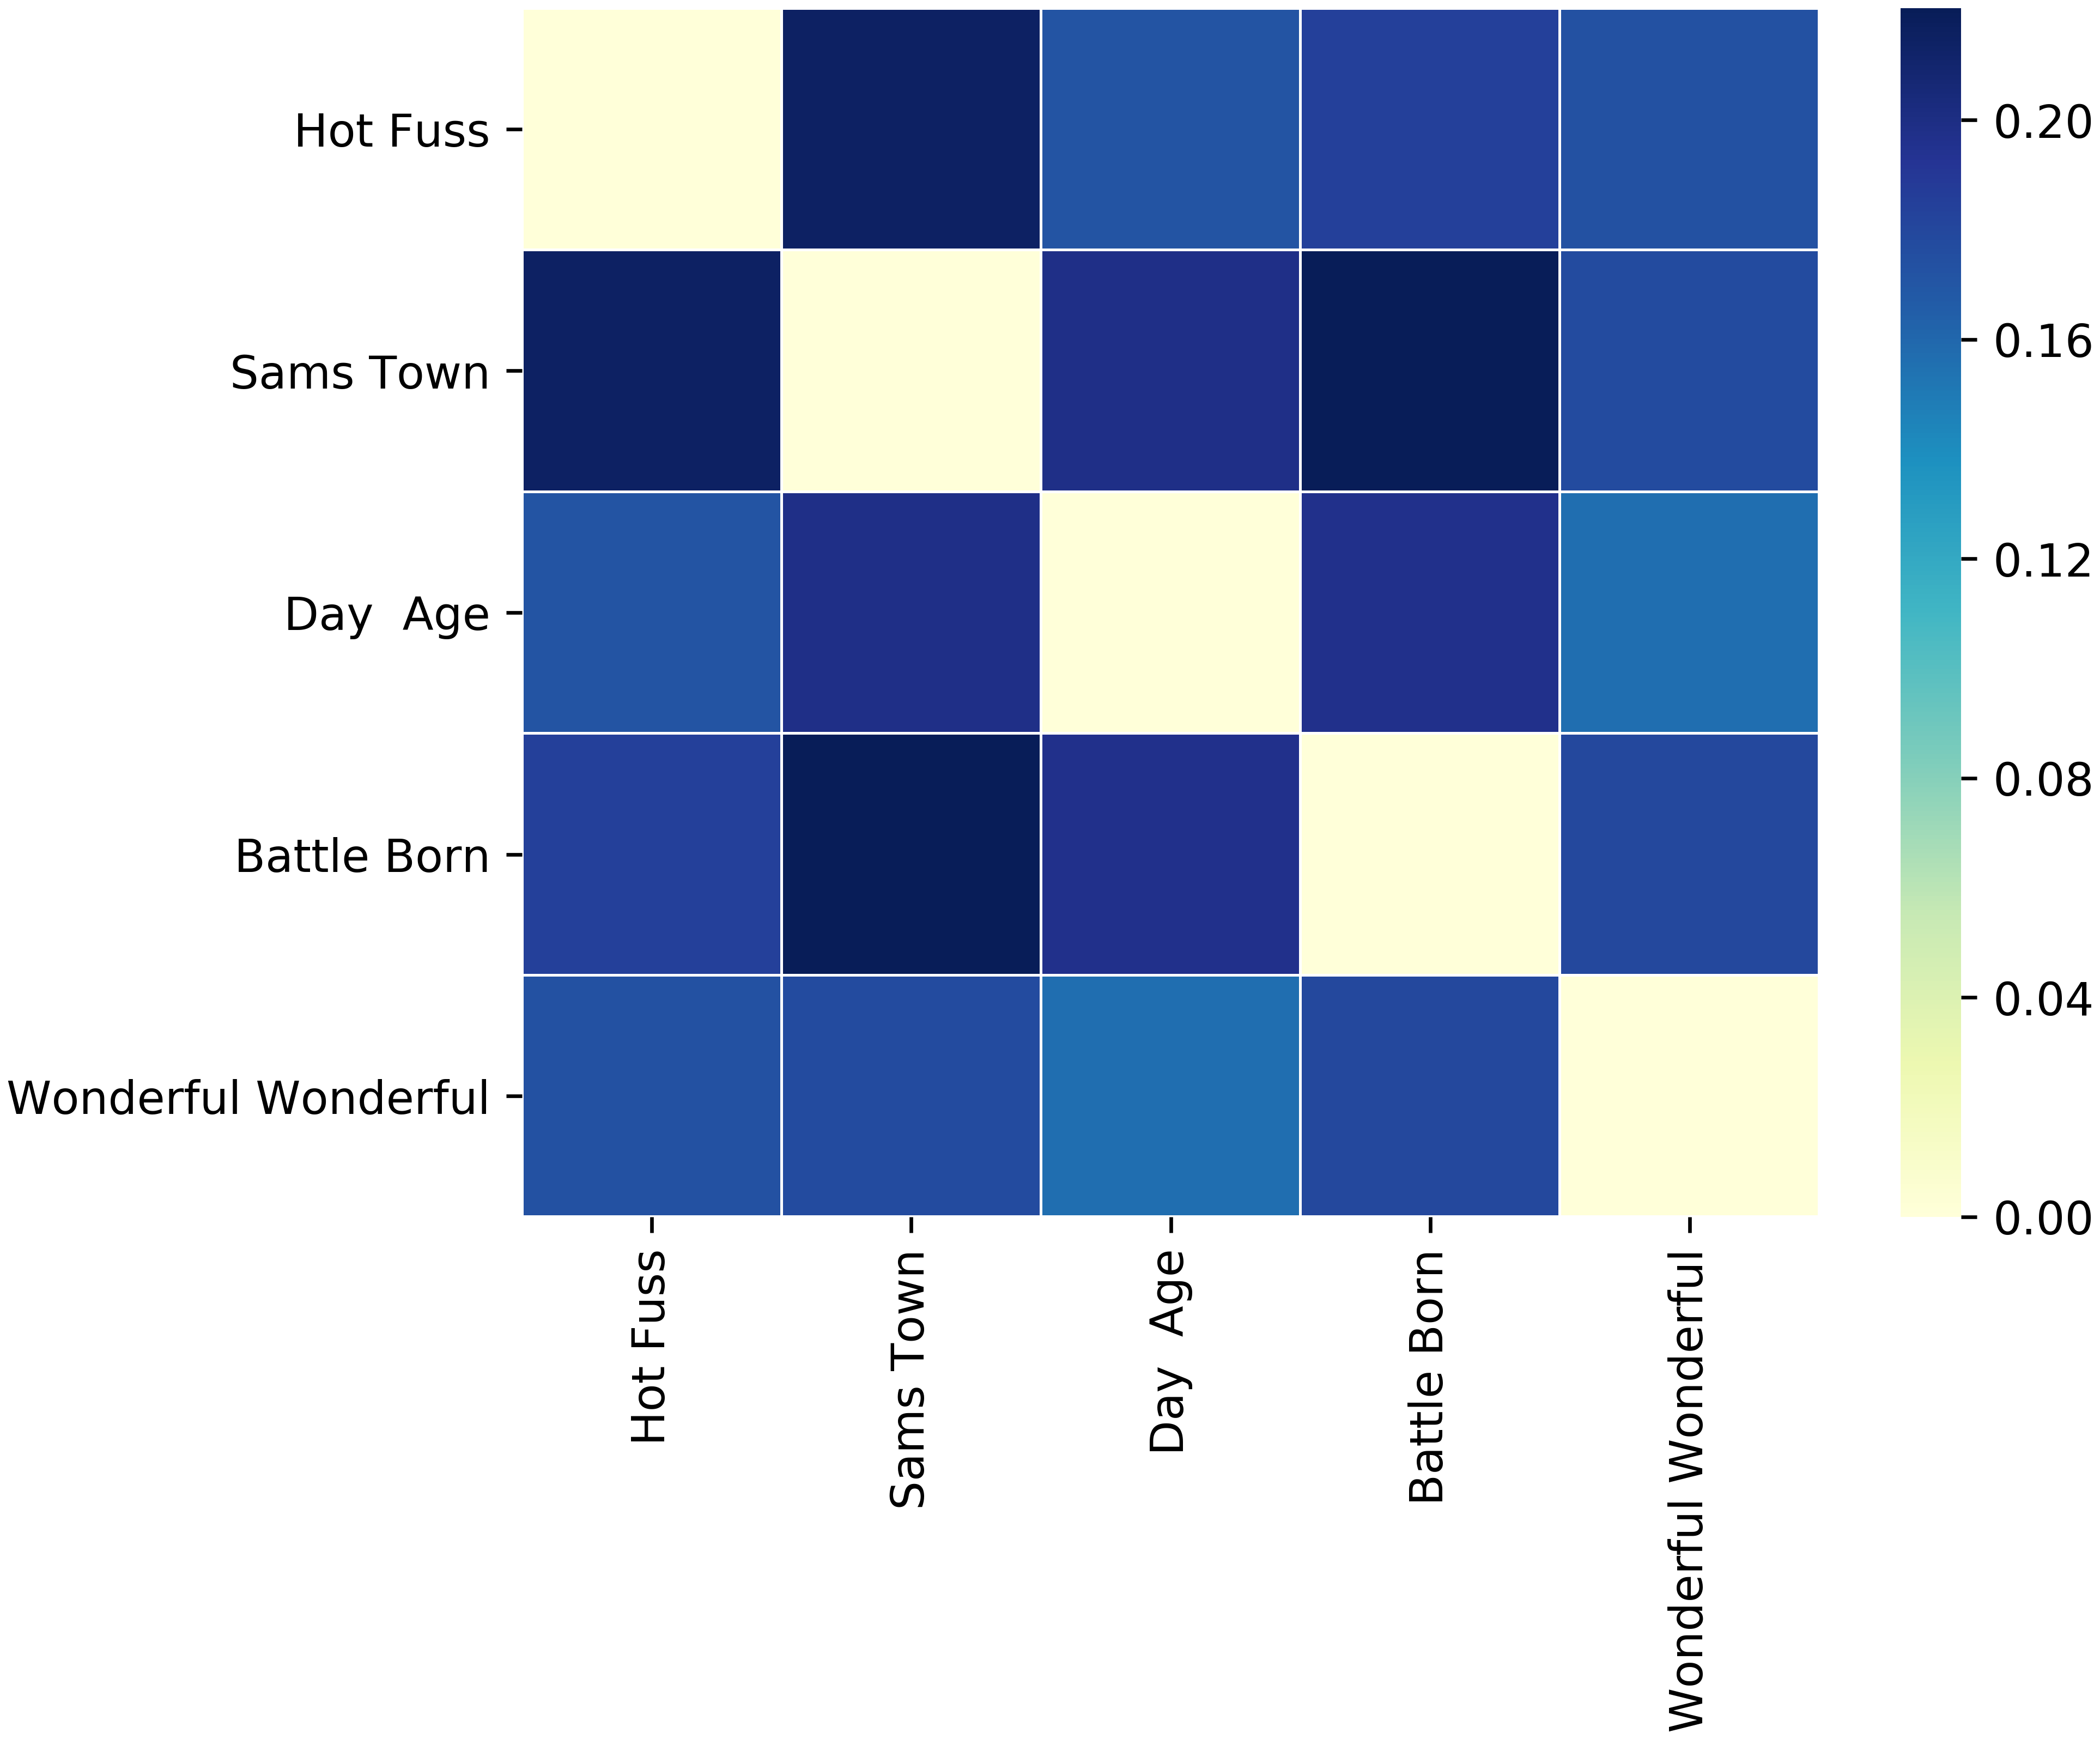 Hot Fuss
Sams Town
Day  Age
Battle Born
Wonderful Wonderful
Hot Fuss
Sams Town
Day  Age
Battle Born
Wonderful Wonderful
0.20
0.16
0.12
0.08
0.04
0.00